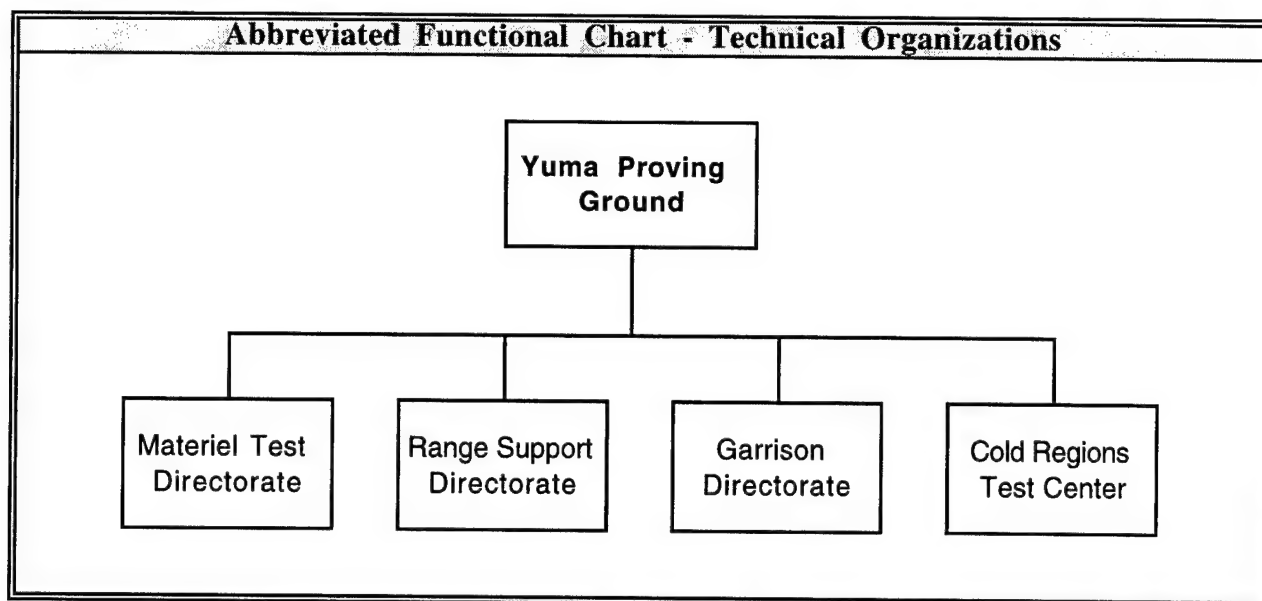 Abbreviated Functional Chart - Technical Organizations
Yuma Proving
Ground
Materiel Test
Directorate
Range Support
Directorate
Garrison
Directorate
Cold Regions
Test Center